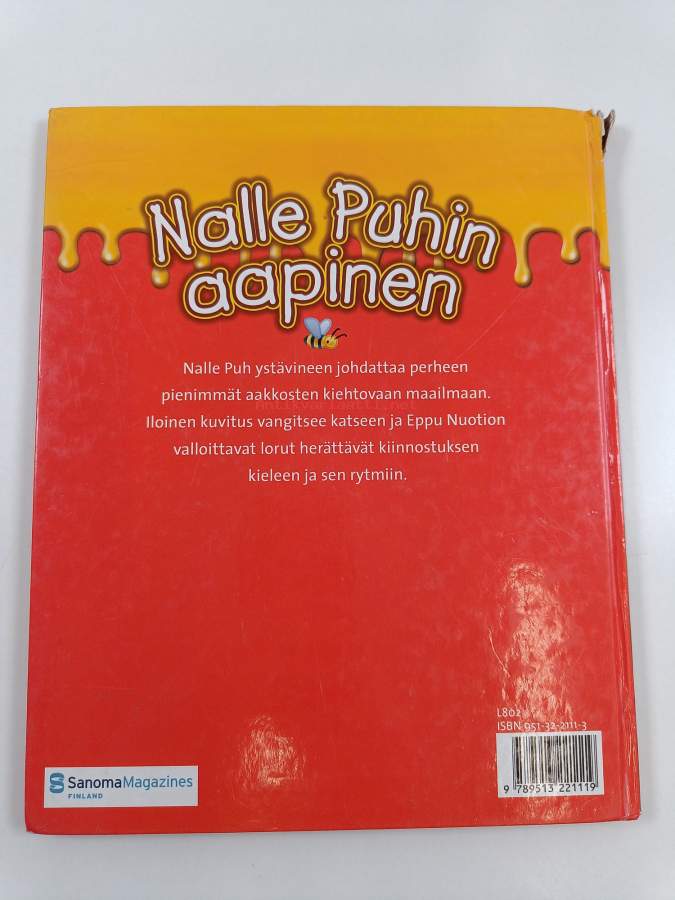 Nalle Puhin
aapinen
Nalle Puh ystävineen johdattaa perheen
pienimmät aakkosten kiehtovaan maailmaan.
antikvariaatti.net
Iloinen kuvitus vangitsee katseen ja Eppu Nuotion
valloittavat lorut herättävät kiinnostuksen
kieleen ja sen rytmiin.
L802
ISBN 951-32-2111-3
9 789513 221119
SanomaMagazines
FINLAND